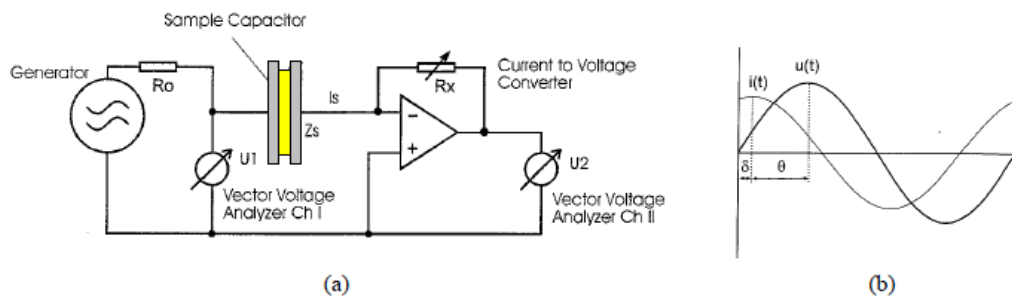 Sample Capacitor
Generator
Ro
Is
Rx
Current to Voltage
Converter
Zs
−
+
U1
U2
Vector Voltage
Analyzer Ch I
Vector Voltage
Analyzer Ch II
(a)
i(t)
u(t)
δ
θ
(b)